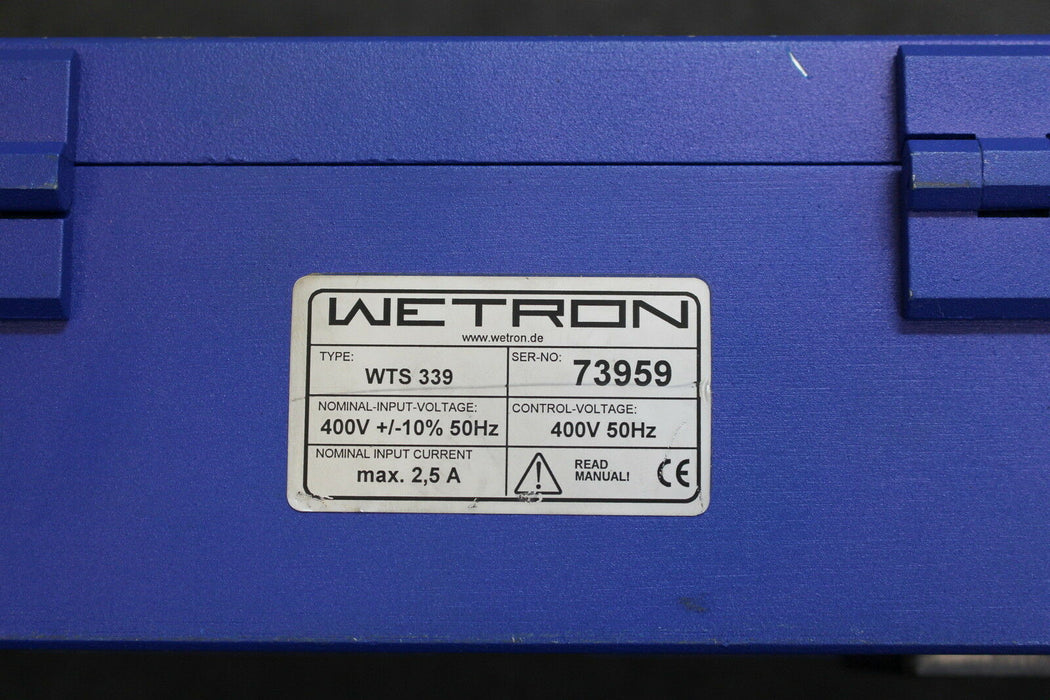 WETRON
www.wetron.de
TYPE:
WTS 339
SER-NO:
73959
NOMINAL-INPUT-VOLTAGE:
400V +/-10% 50Hz
CONTROL-VOLTAGE:
400V 50Hz
NOMINAL INPUT CURRENT
max. 2,5 A
!
READ
MANUAL!
CE